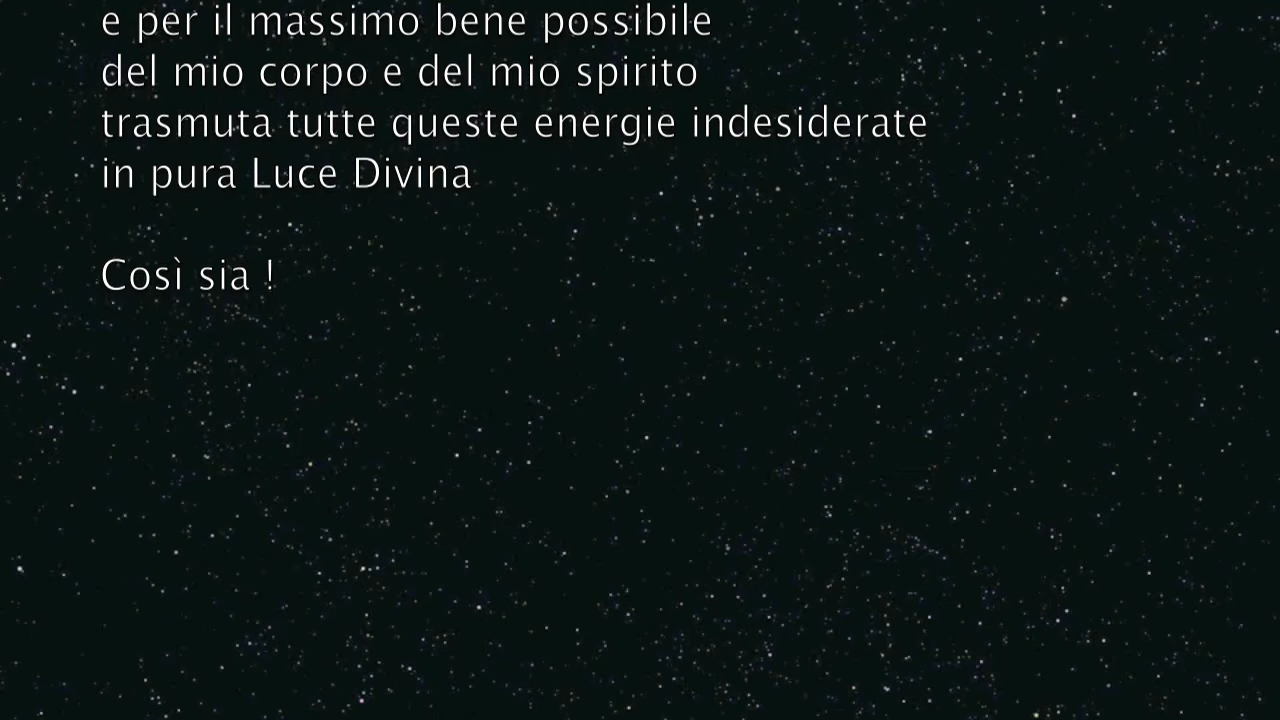 e per il massimo bene possibile
del mio corpo e del mio spirito
trasmuta tutte queste energie indesiderate
in pura Luce Divina
Così sia !